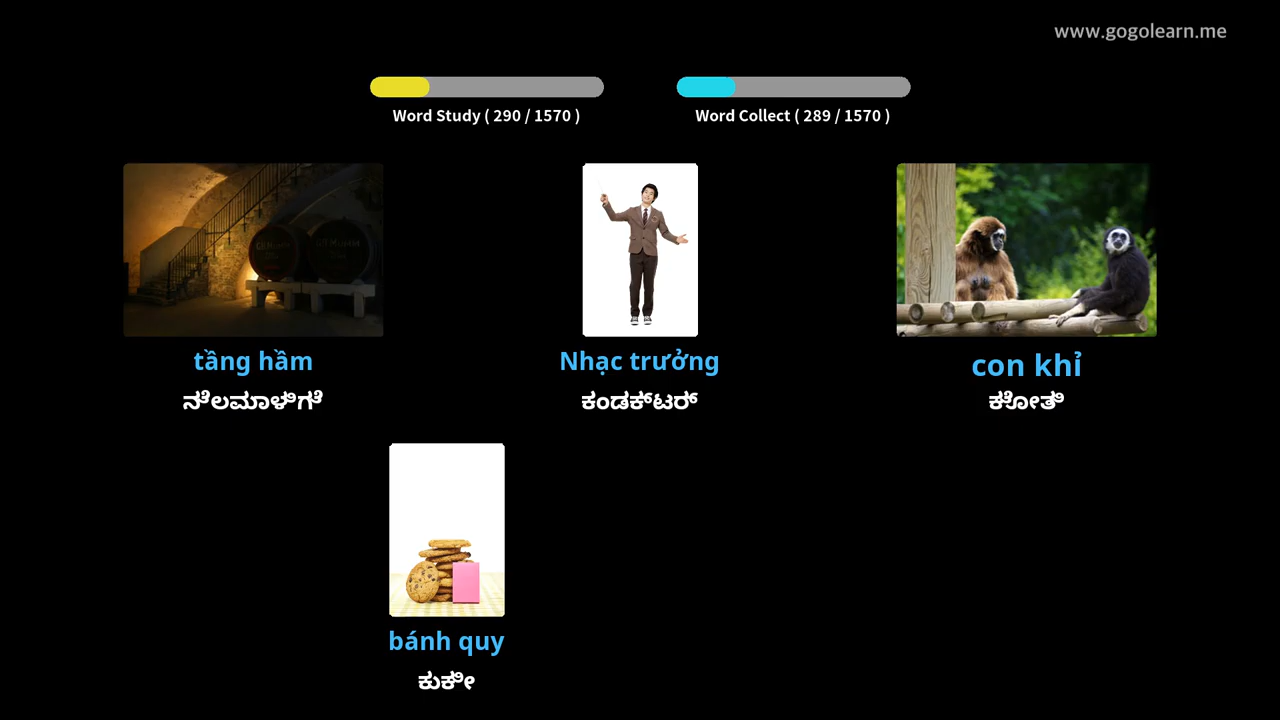 www.gogolearn.me
Word Study ( 290 / 1570 )
Word Collect ( 289 / 1570 )
tầng hầm
Nhạc trưởng
con khỉ
ನೆಲಮಾಳಿಗೆ
ಕಂಡಕ್ಟರ್
ಕೋತಿ
bánh quy
ಕುಕೀ